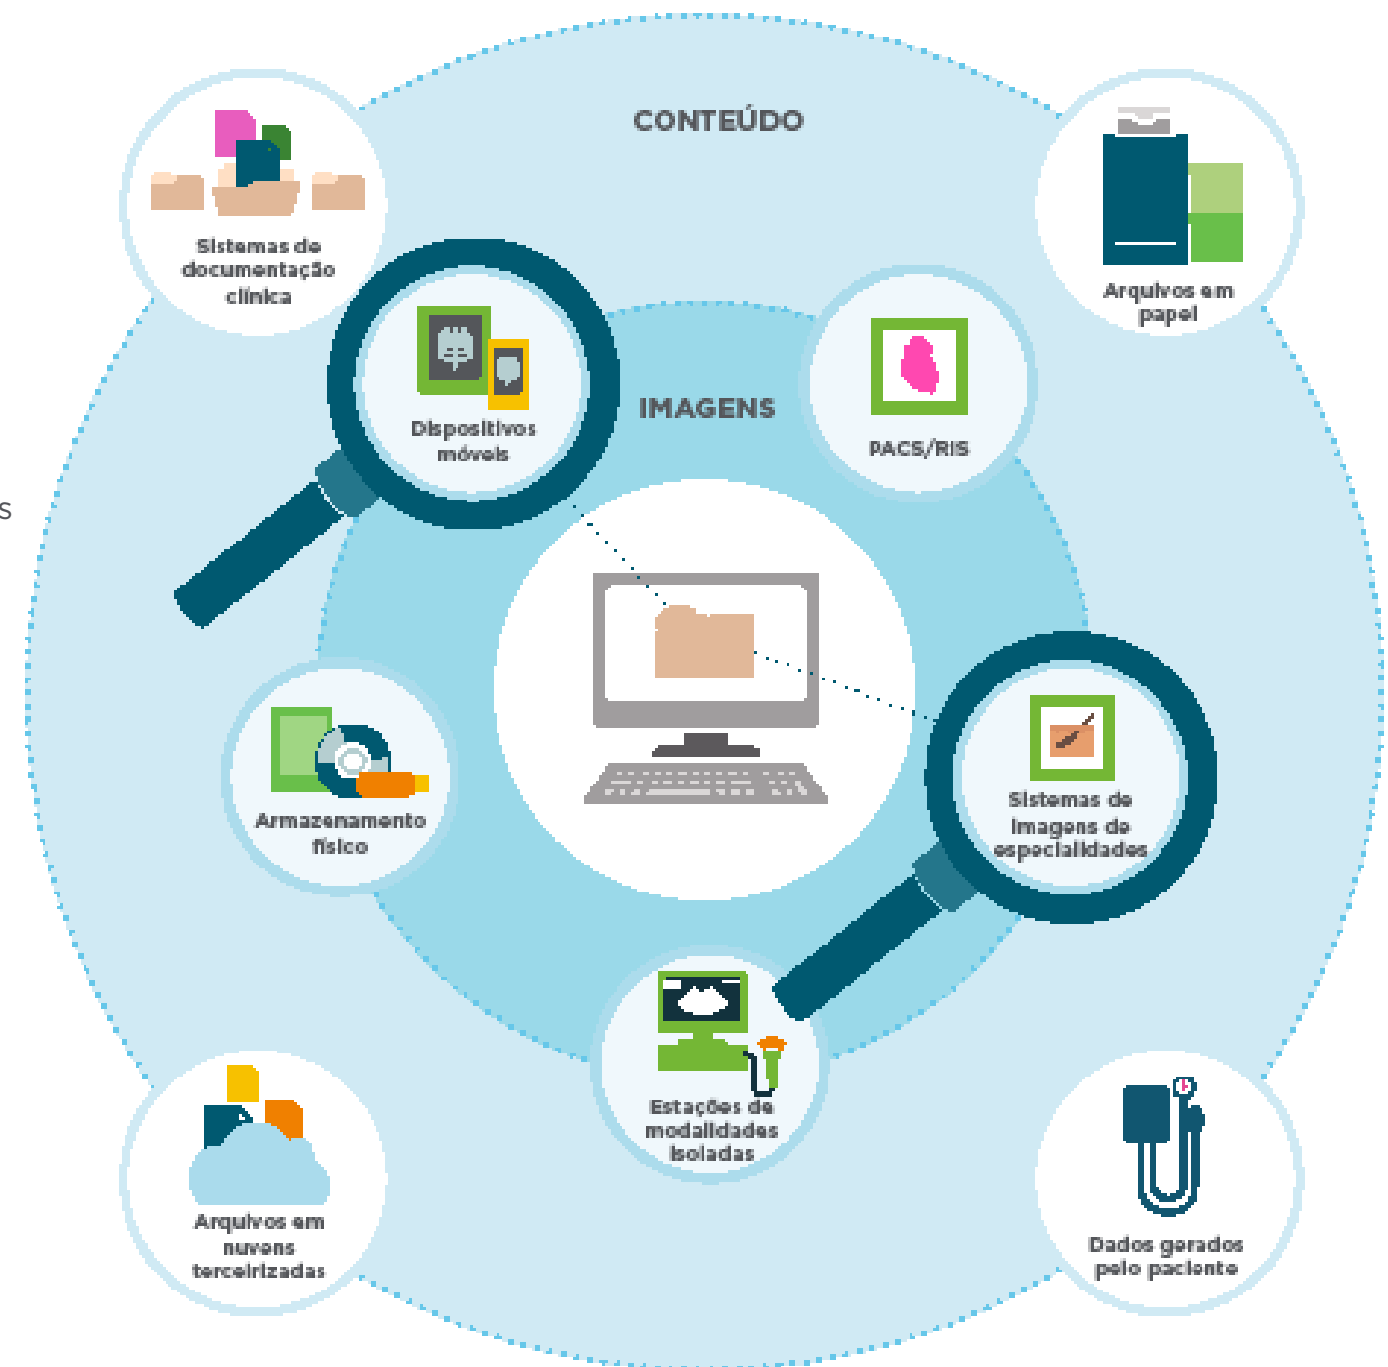 CONTEÚDO
Sistemas de
documentação
clínica
Arquivos em
papel
IMAGENS
Dispositivos
móveis
PACS/RIS
s
Armazenamento
físico
Sistemas de
imagens de
especialidades
Estações de
modalidades
isoladas
Arquivos em
nuvens
terceirizadas
Dados gerados
pelo paciente